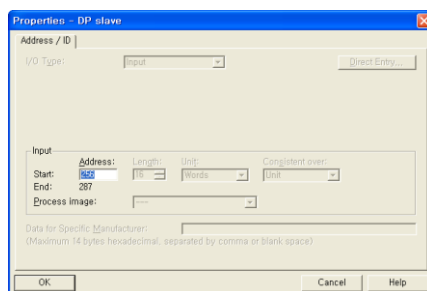 Properties - DP slave
Address / ID
I/O Type: Input Direct Entry...
Input
Address: Length: Unit: Consistent over:
Start: 256 16 Words Unit
End: 287
Process image: ----
Data for Specific Manufacturer:
(Maximum 14 bytes hexadecimal, separated by comma or blank space)
OK Cancel Help